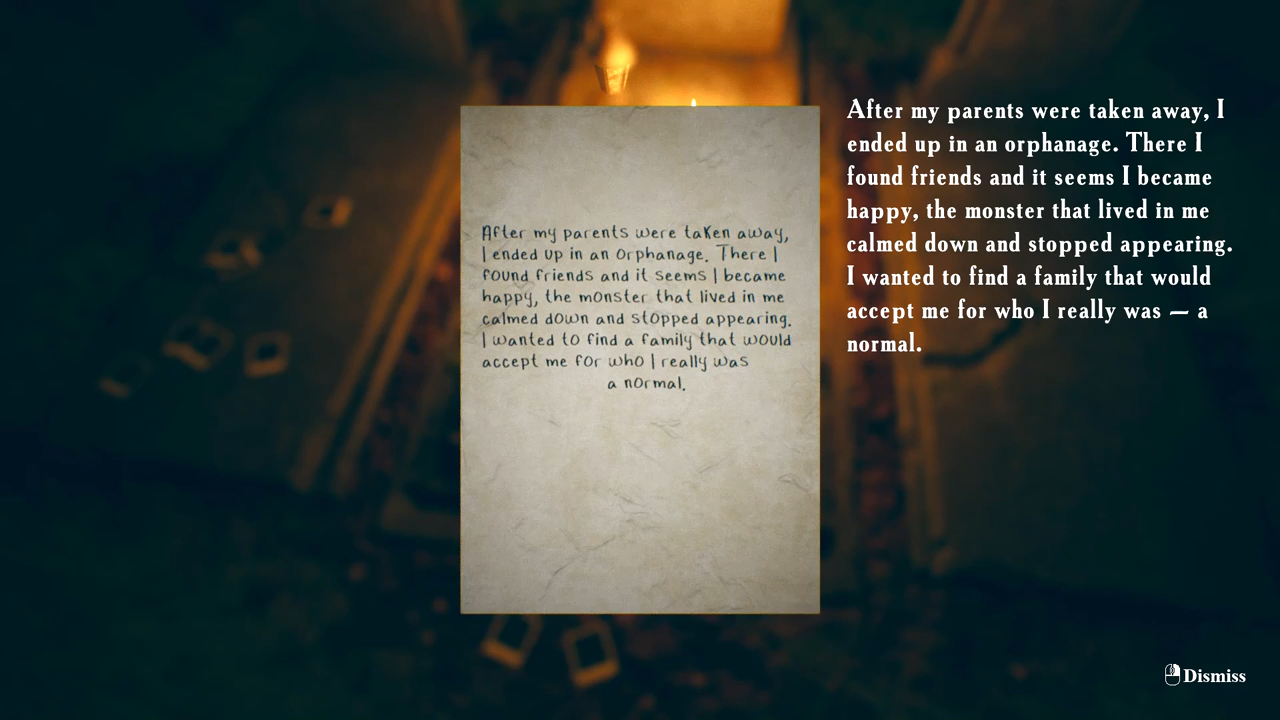 After my parents were taken away,
I ended up in an orphanage. There I
found friends and it seems I became
happy, the monster that lived in me
calmed down and stopped appearing.
I wanted to find a family that would
accept me for who I really was
a normal.
After my parents were taken away, I
ended up in an orphanage. There I
found friends and it seems I became
happy, the monster that lived in me
calmed down and stopped appearing.
I wanted to find a family that would
accept me for who I really was — a
normal.
Dismiss